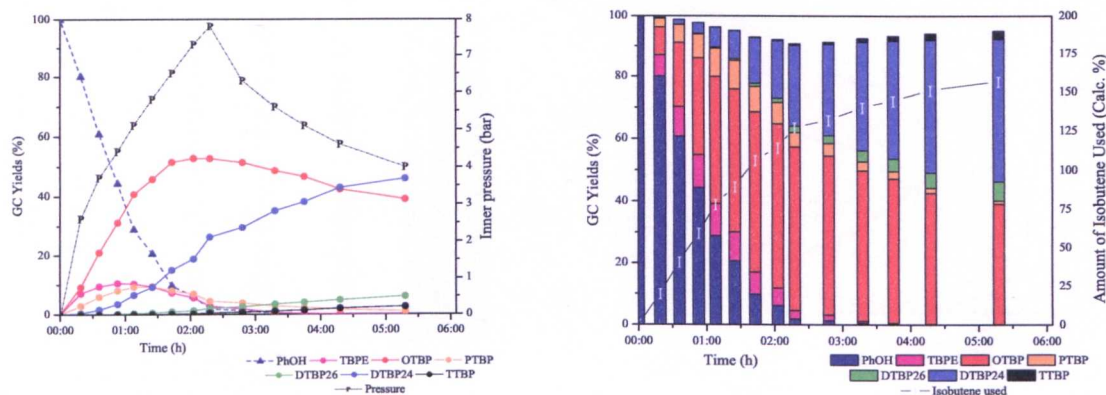 100
80
60
40
20
0
GC Yields (%)
8
7
6
5
4
3
2
1
0
Inner pressure (bar)
P
P
P
P
P
P
P
P
P
P
P
P
P
00:00 01:00 02:00 03:00 04:00 05:00 06:00
Time (h)
PhOH TBPE OTBP PTBP
DTBP26 DTBP24 TTBP
P Pressure
100
80
60
40
20
0
GC Yields (%)
200
175
150
125
100
75
50
25
0
Amount of Isobutene Used (Calc. %)
00:00 01:00 02:00 03:00 04:00 05:00 06:00
Time (h)
PhOH TBPE OTBP PTBP
DTBP26 DTBP24 TTBP
I Isobutene used